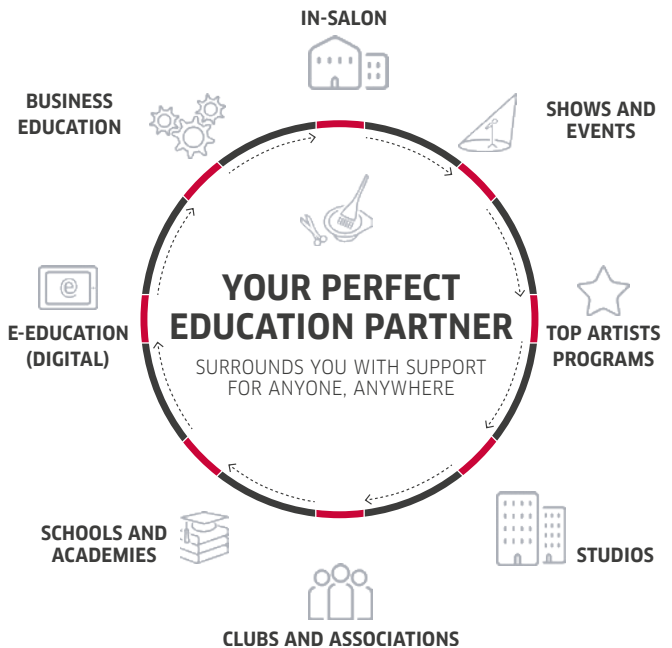 IN-SALON
BUSINESS
EDUCATION
SHOWS AND
EVENTS
YOUR PERFECT
EDUCATION PARTNER
SURROUNDS YOU WITH SUPPORT
FOR ANYONE, ANYWHERE
e
E-EDUCATION
(DIGITAL)
TOP ARTISTS
PROGRAMS
SCHOOLS AND
ACADEMIES
STUDIOS
CLUBS AND ASSOCIATIONS